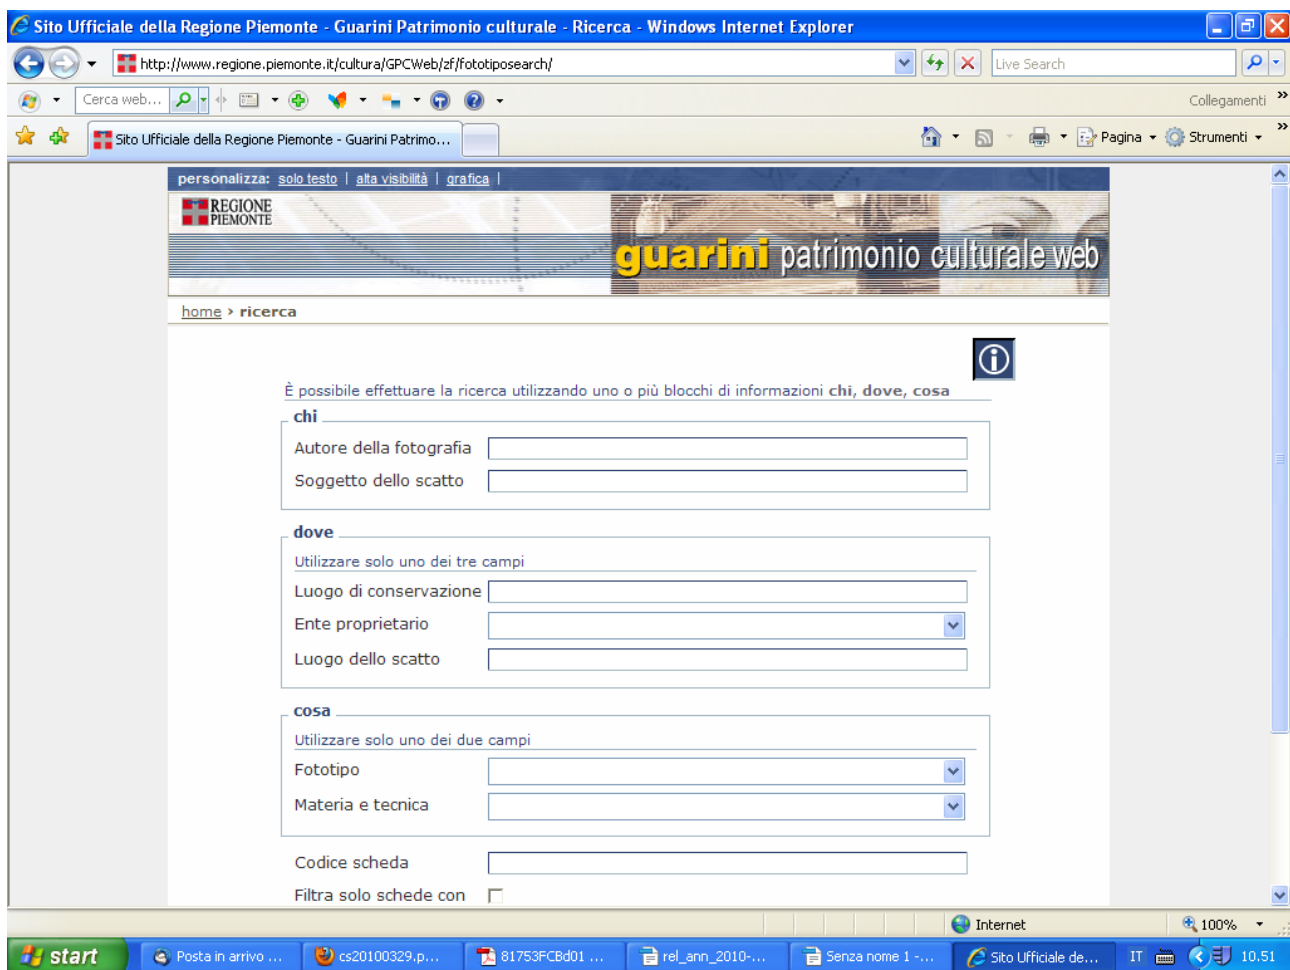 Sito Ufficiale della Regione Piemonte - Guarini Patrimonio culturale - Ricerca - Windows Internet Explorer
http://www.regione.piemonte.it/cultura/GPCWeb/zf/fototiposearch/
Live Search
Cerca web...
Collegamenti »
Sito Ufficiale della Regione Piemonte - Guarini Patrimo...
Pagina
Strumenti »
personalizza: solo testo | alta visibilità | grafica |
REGIONE
PIEMONTE
guarini patrimonio culturale web
home › ricerca
È possibile effettuare la ricerca utilizzando uno o più blocchi di informazioni chi, dove, cosa
chi
Autore della fotografia
Soggetto dello scatto
dove
Utilizzare solo uno dei tre campi
Luogo di conservazione
Ente proprietario
Luogo dello scatto
cosa
Utilizzare solo uno dei due campi
Fototipo
Materia e tecnica
Codice scheda
Filtra solo schede con
Internet
100%
start
Posta in arrivo ...
cs20100329.p...
81753FCBd01 ...
rel_ann_2010-...
Senza nome 1 -...
Sito Ufficiale de...
IT
10.51